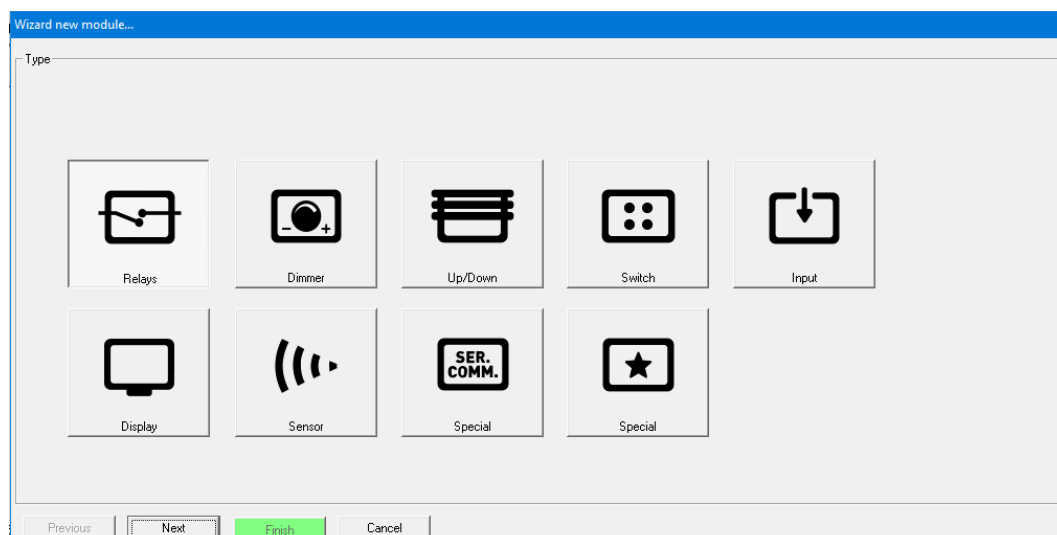 Wizard new module...
Type
Relays
Dimmer
Up/Down
Switch
Input
SER.
COMM.
Display
Sensor
Special
Special
Previous
Next
Finish
Cancel